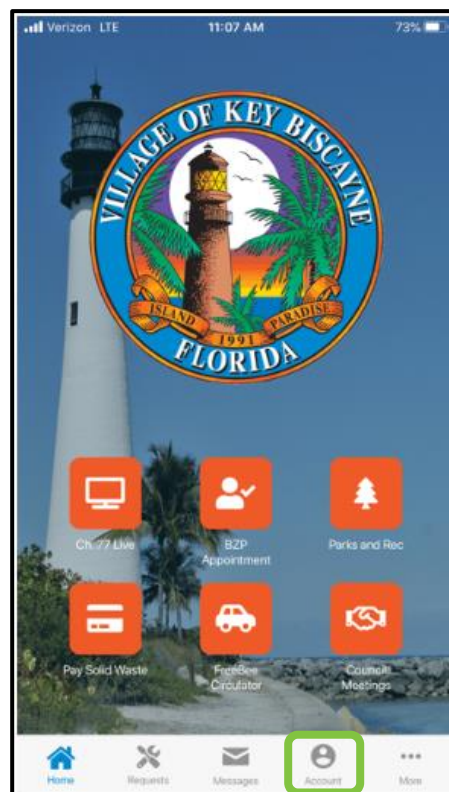 Verizon LTE 11:07 AM 73%
VILLAGE OF KEY BISCAYNE
ISLAND 1991 PARADISE
FLORIDA
Ch. 77 Live
BZP
Appointment
Parks and Rec
Pay Solid Waste
FreeBee
Circulator
Council
Meetings
Home Requests Messages Account More